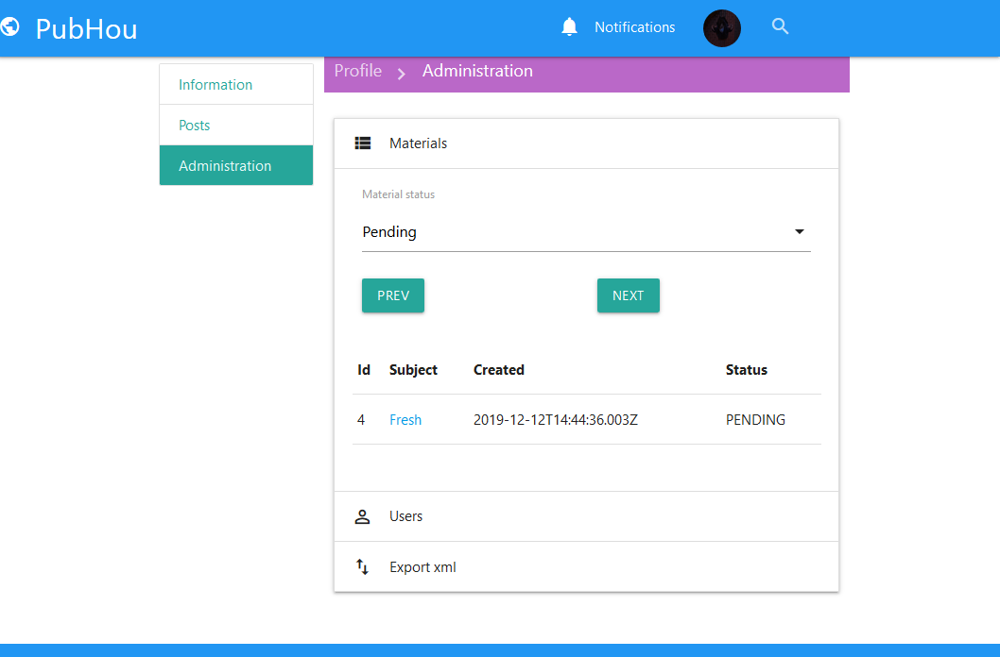 PubHou Notifications
Information
Posts
Administration
Profile Administration
Materials
Material status
Pending
PREV NEXT
Id Subject Created Status
4 Fresh 2019-12-12T14:44:36.003Z PENDING
Users
Export xml